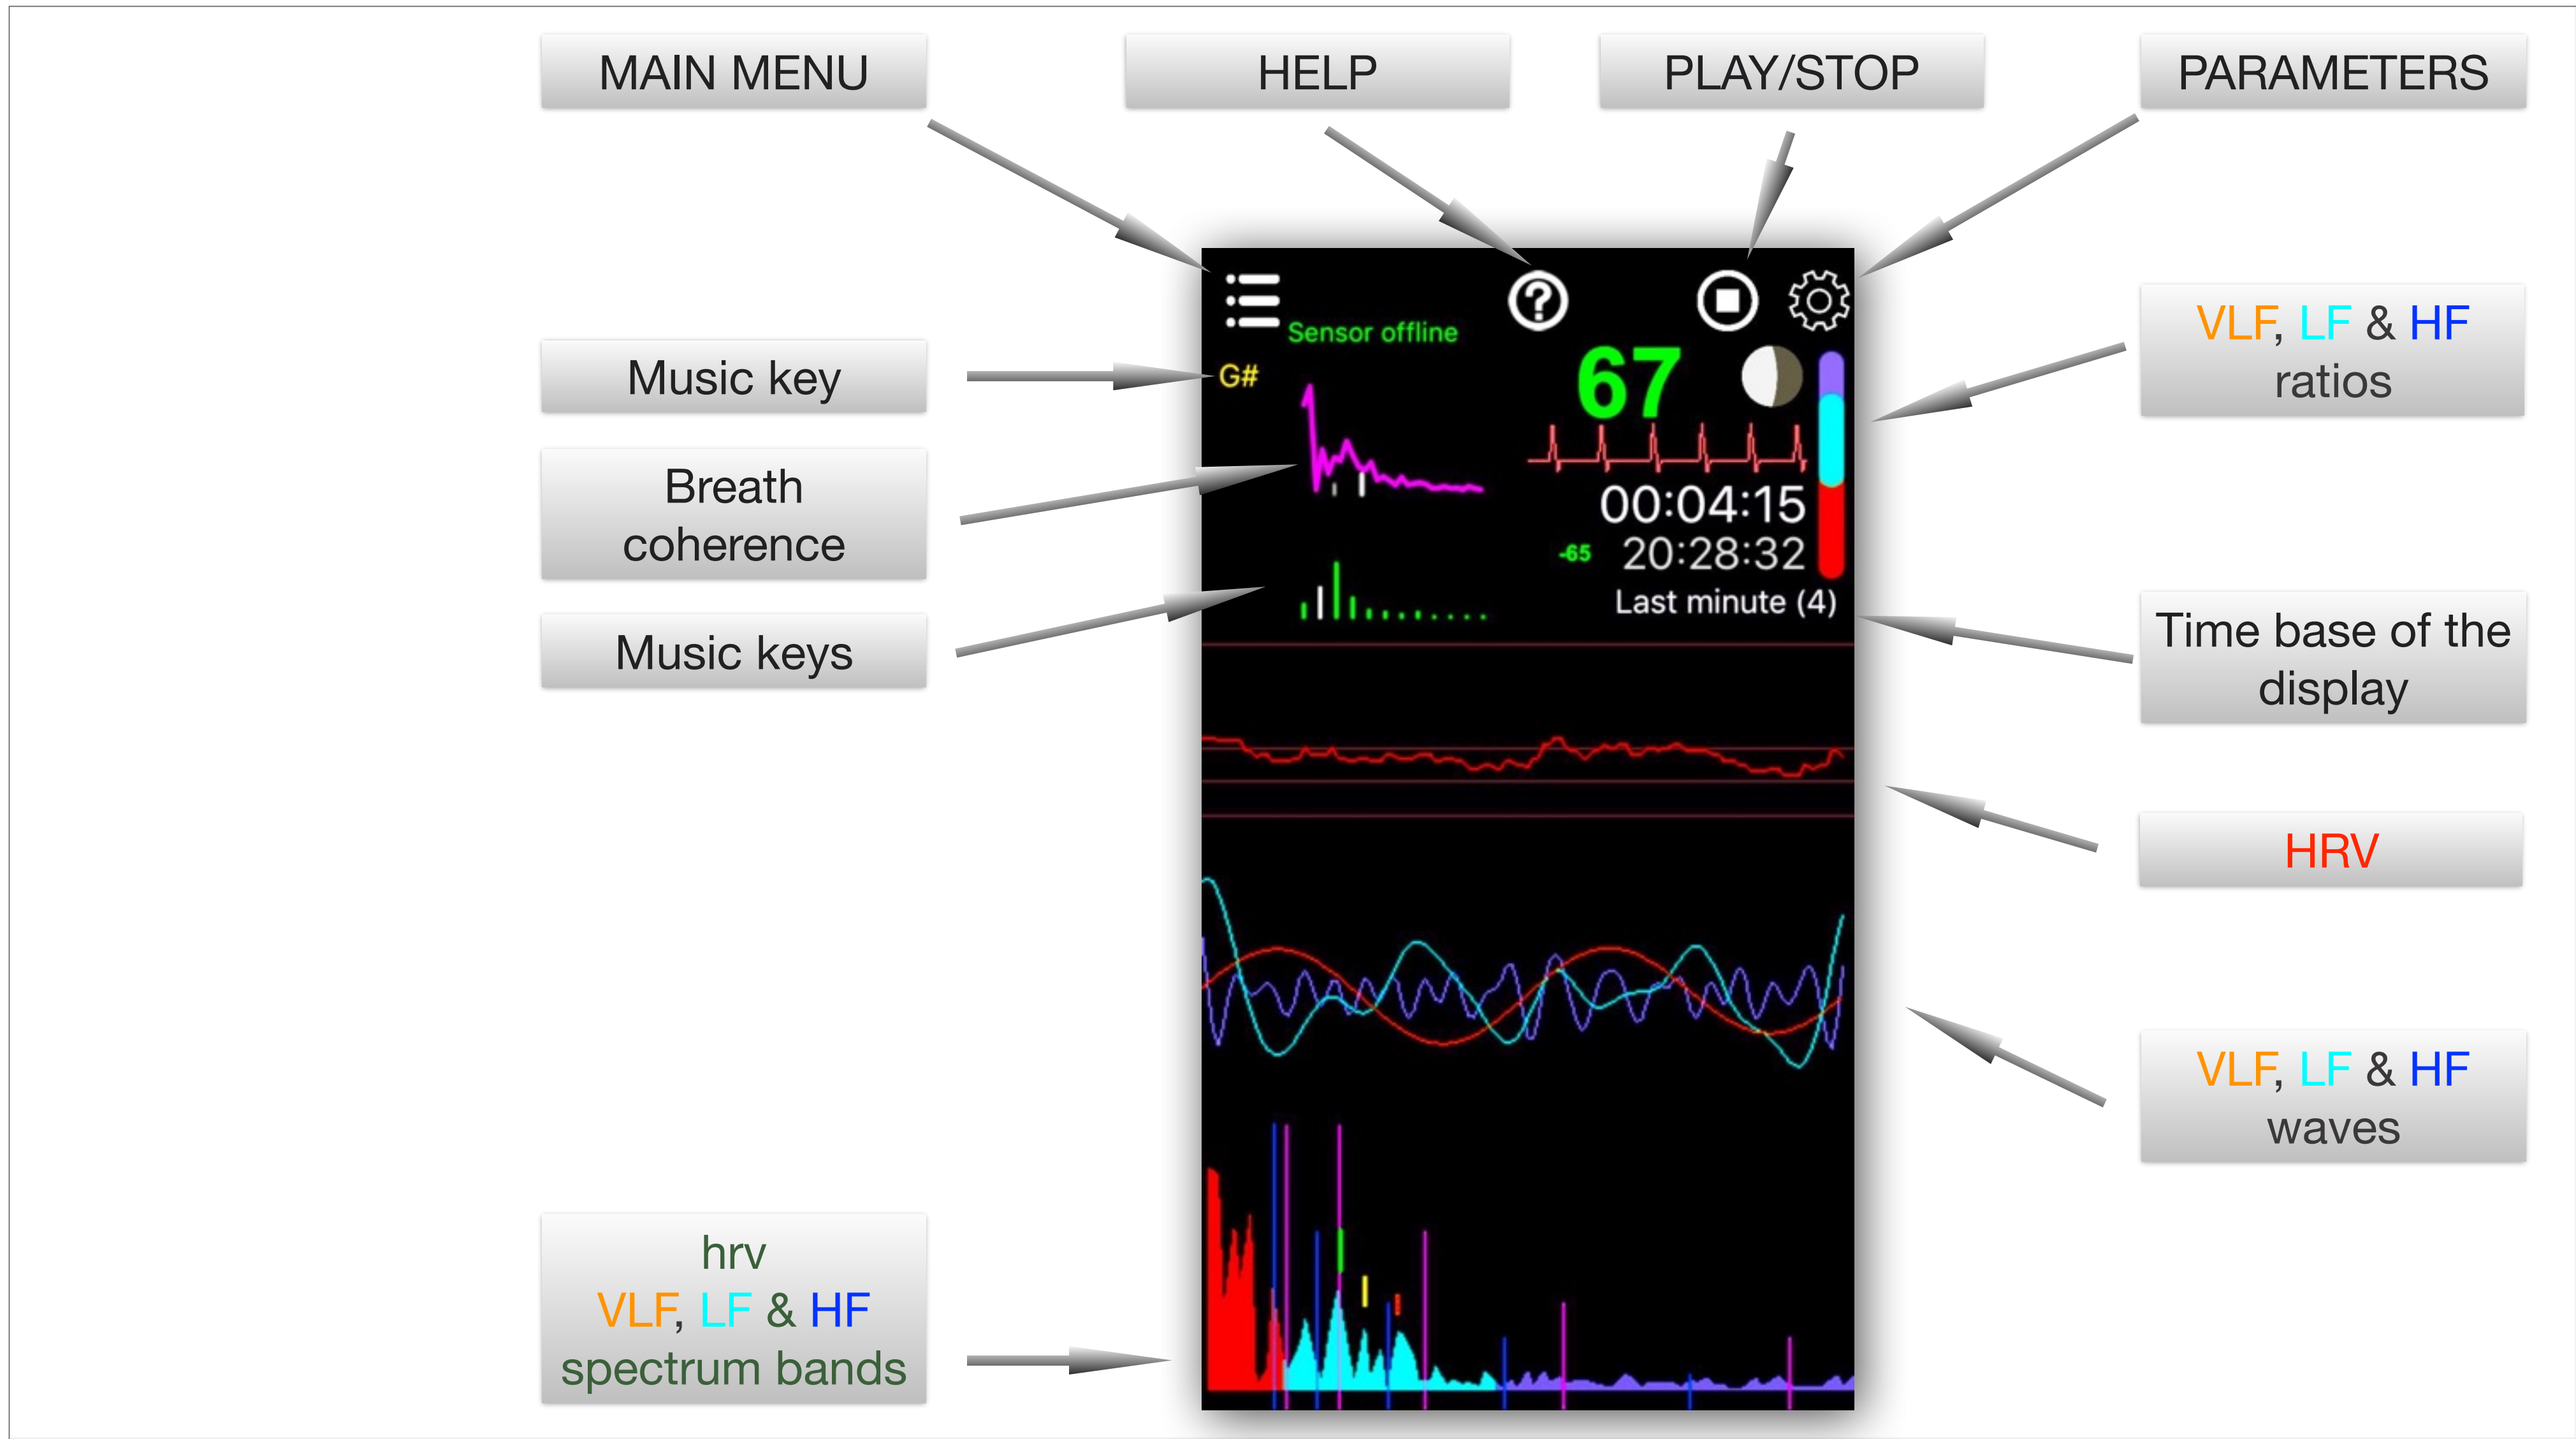 MAIN MENU
HELP
PLAY/STOP
PARAMETERS
Sensor offline
G#
67
00:04:15
-65
20:28:32
Last minute (4)
Music key
Breath
coherence
Music keys
VLF, LF & HF
ratios
Time base of the
display
HRV
VLF, LF & HF
waves
hrv
VLF, LF & HF
spectrum bands